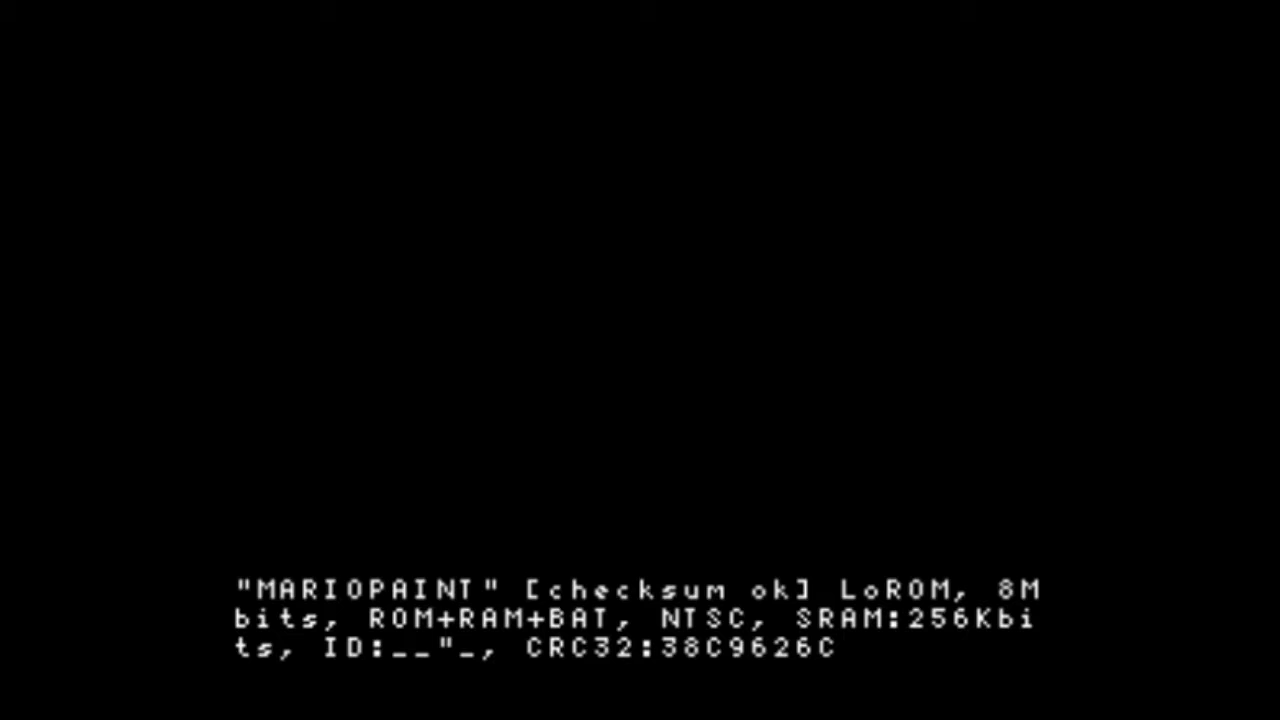 "MARIOPAINT" [checksum ok] LoROM, 8M
bits, ROM+RAM+BAT, NTSC, SRAM:256Kbi
ts, ID:__"_, CRC32:38C9626C